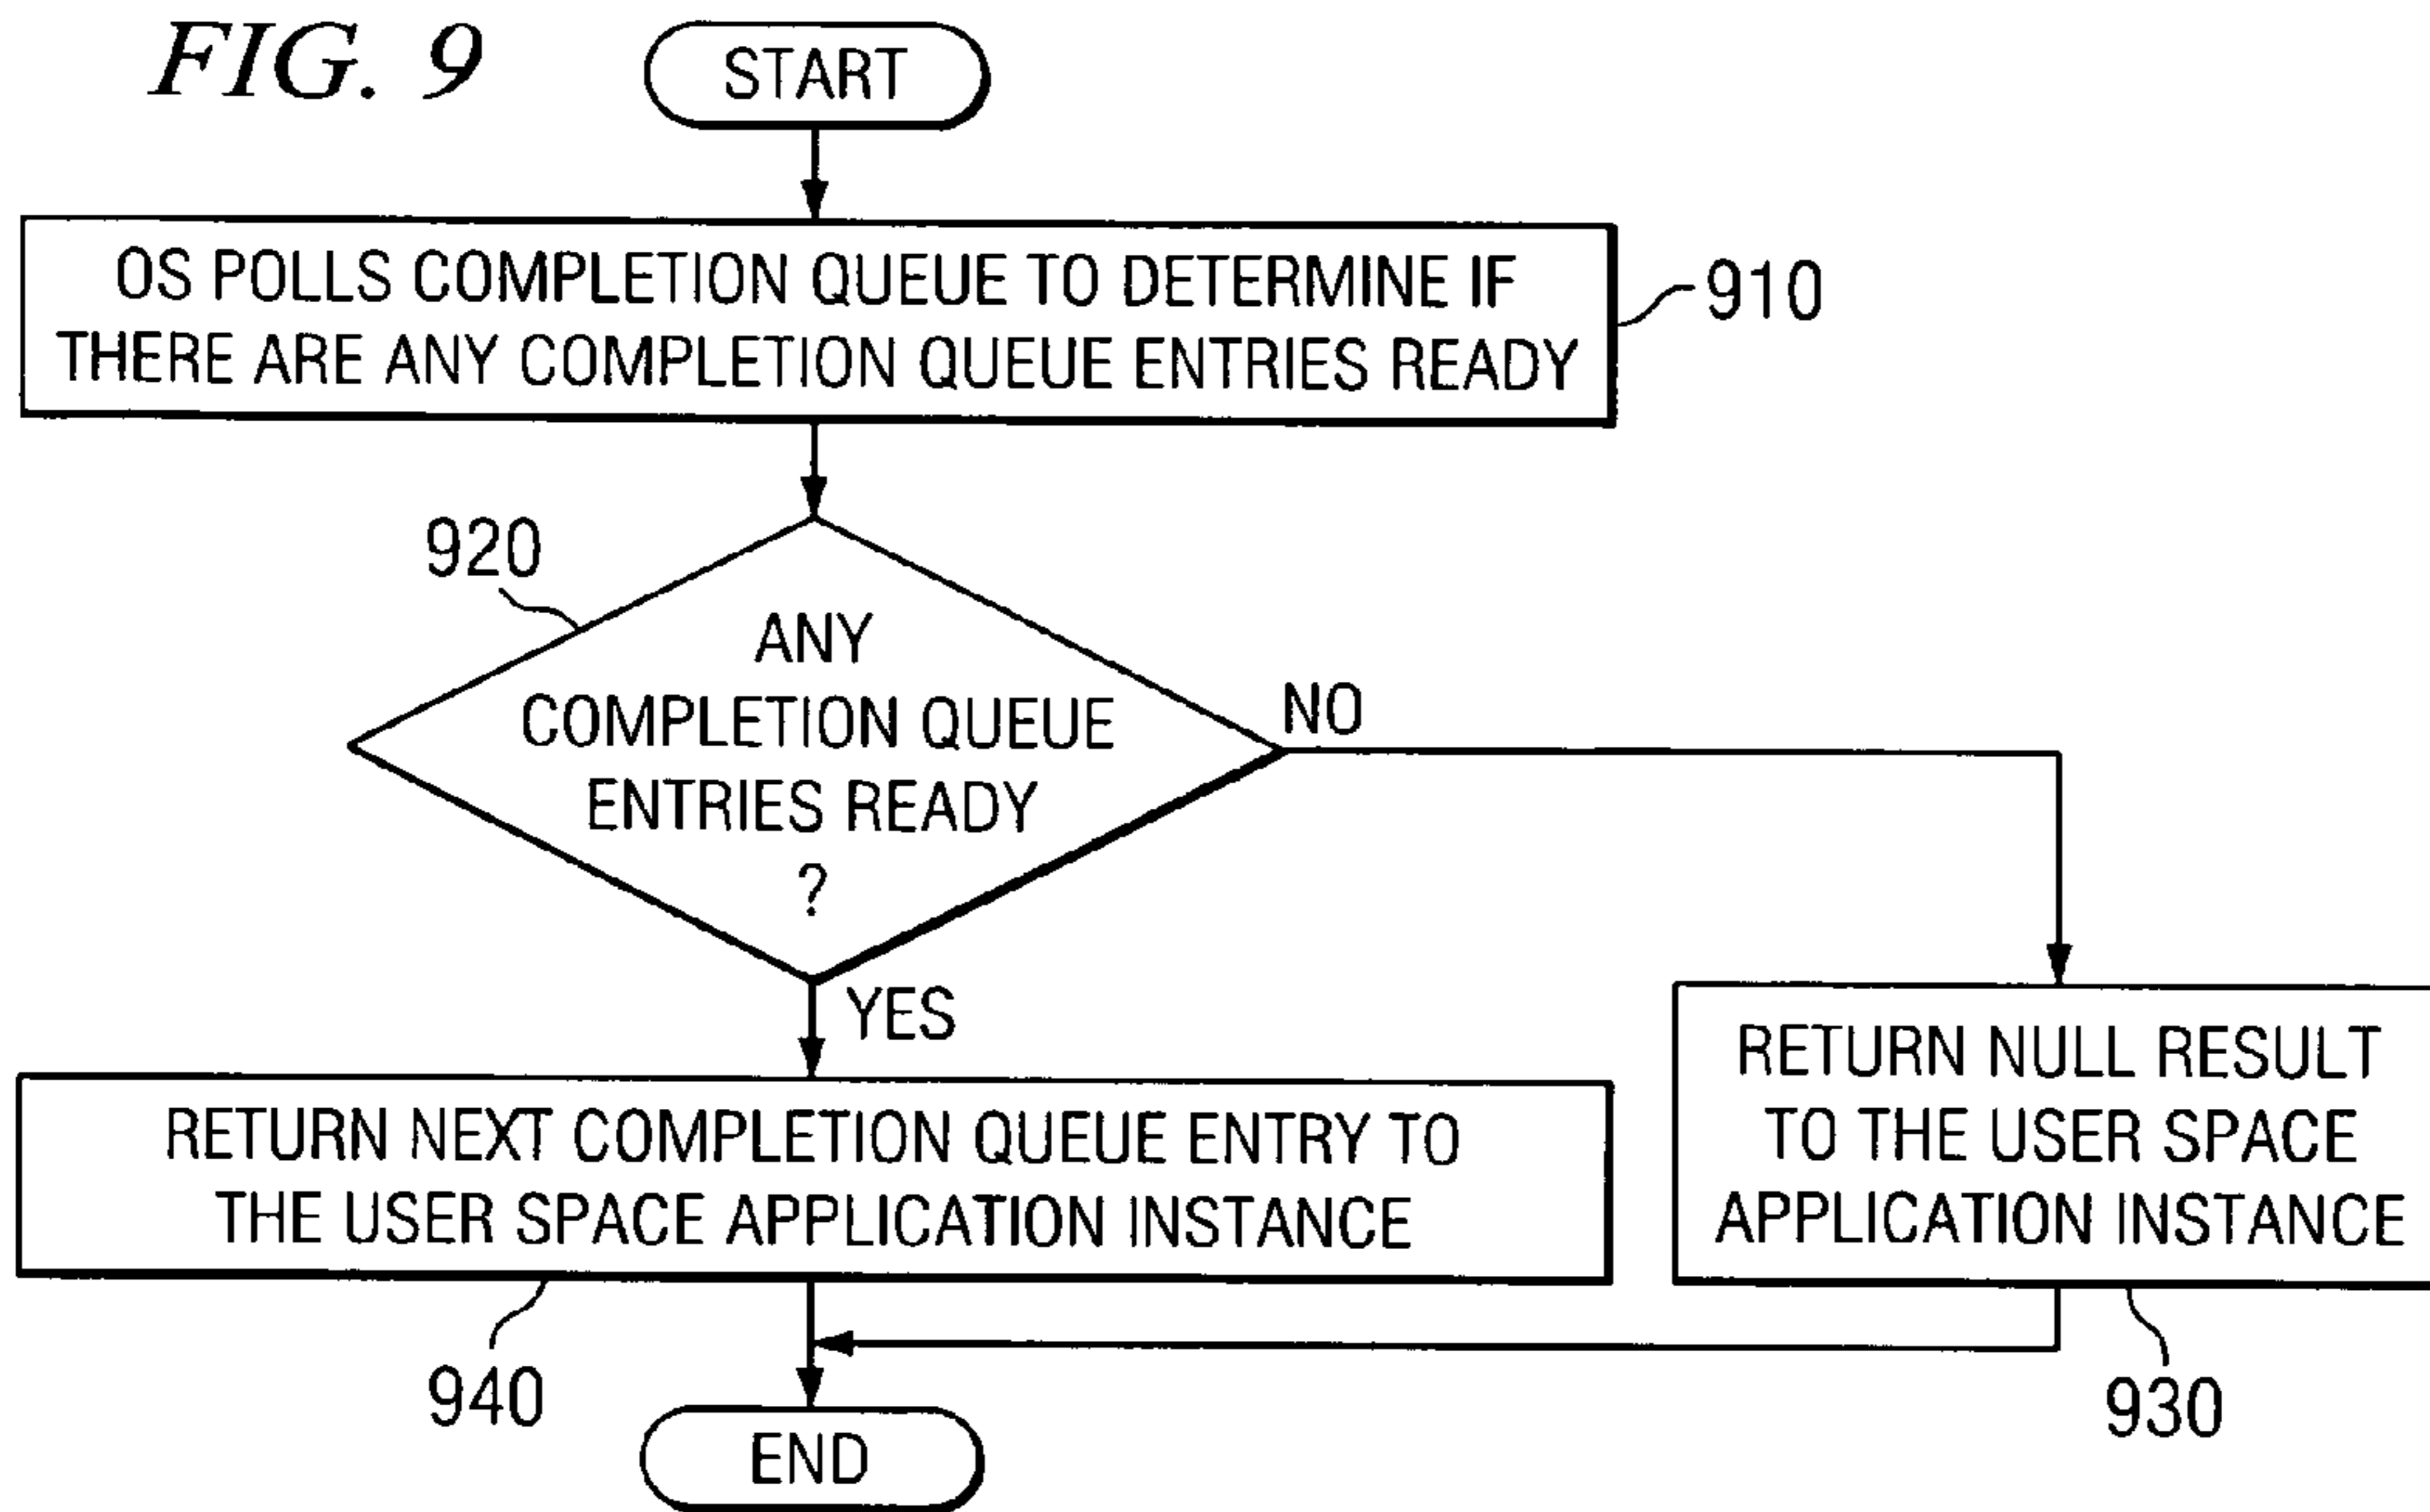 FIG. 9
START
OS POLLS COMPLETION QUEUE TO DETERMINE IF
THERE ARE ANY COMPLETION QUEUE ENTRIES READY
910
920
ANY
COMPLETION QUEUE
ENTRIES READY
?
NO
YES
RETURN NEXT COMPLETION QUEUE ENTRY TO
THE USER SPACE APPLICATION INSTANCE
940
RETURN NULL RESULT
TO THE USER SPACE
APPLICATION INSTANCE
930
END